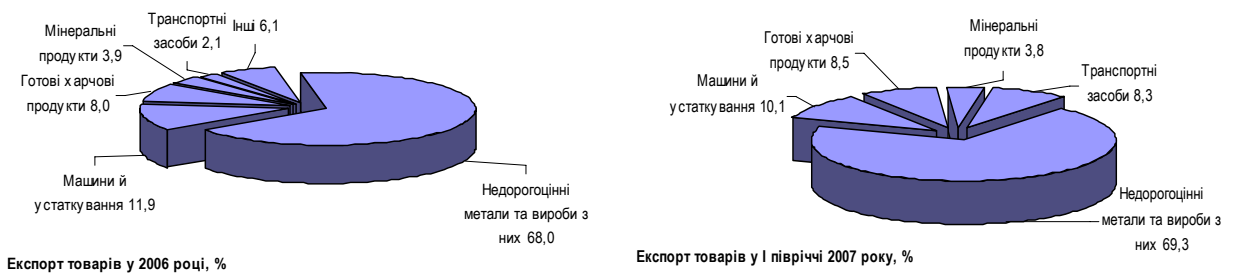 Мінеральні
продукти 3,9
Транспортні
засоби 2,1
Інші 6,1
Готові харчові
продукти 8,0
Машини й
устаткування 11,9
Недорогоцінні
метали та вироби з
них 68,0
Експорт товарів у 2006 році, %
Готові харчові
продукти 8,5
Мінеральні
продукти 3,8
Машини й
устаткування 10,1
Транспортні
засоби 8,3
Недорогоцінні
метали та вироби з
них 69,3
Експорт товарів у І півріччі 2007 року, %